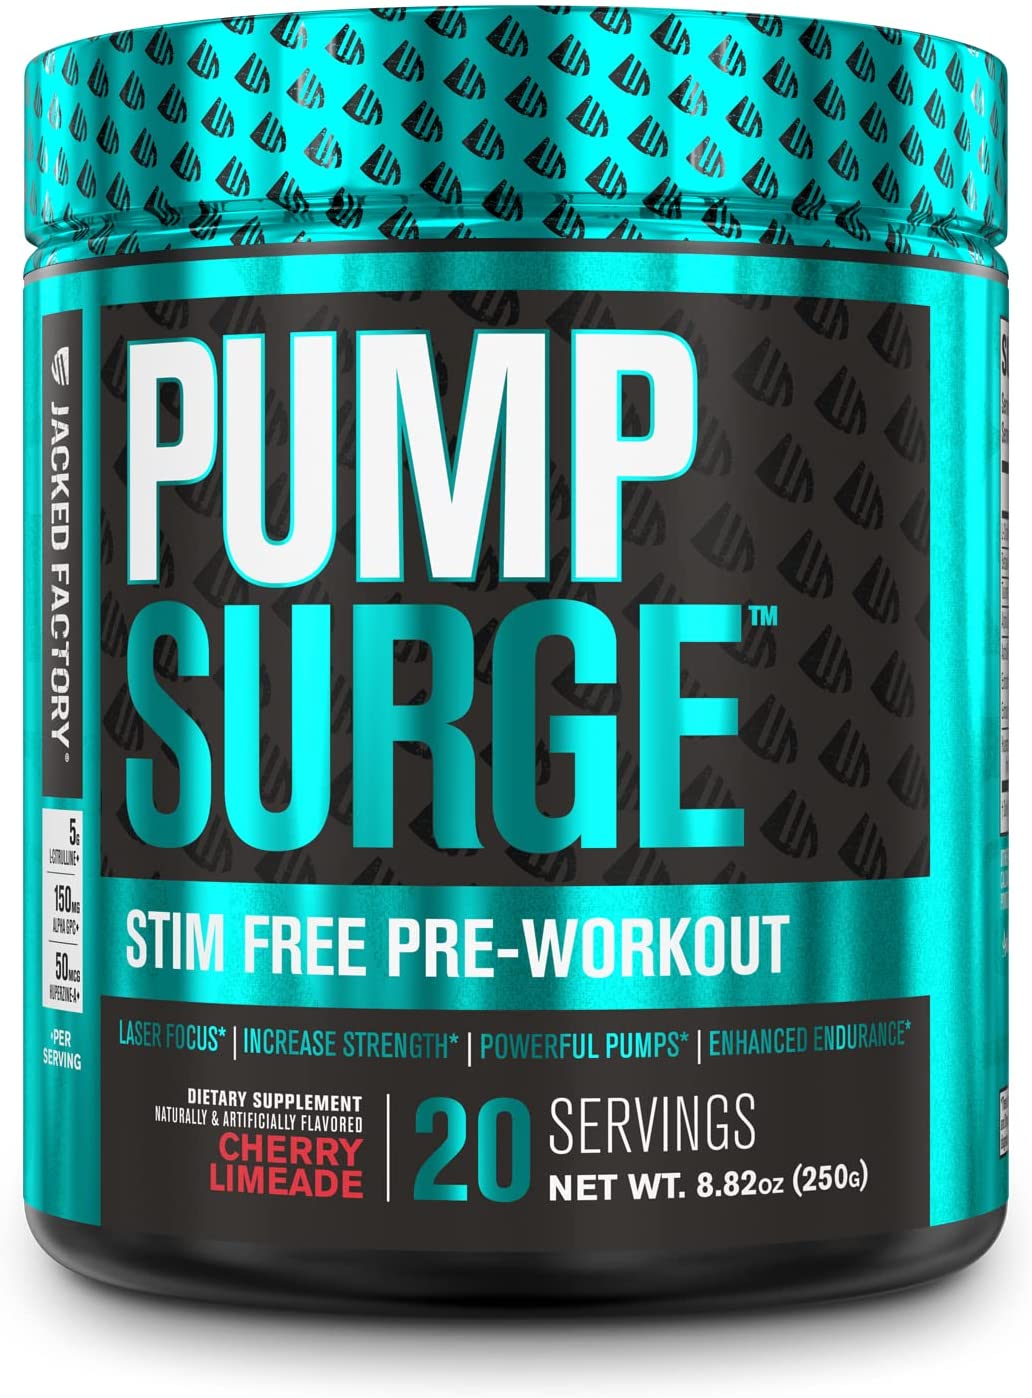 JACKED FACTORY®
5G
L-CITRULLINE+
150MG
ALPHA GPC+
50MCG
HUPERZINE-A+
+PER
SERVING
PUMP
SURGE™
STIM FREE PRE-WORKOUT
LASER FOCUS* | INCREASE STRENGTH* | POWERFUL PUMPS* | ENHANCED ENDURANCE*
DIETARY SUPPLEMENT
NATURALLY & ARTIFICIALLY FLAVORED
CHERRY
LIMEADE
20 SERVINGS
NET WT. 8.82OZ (250G)